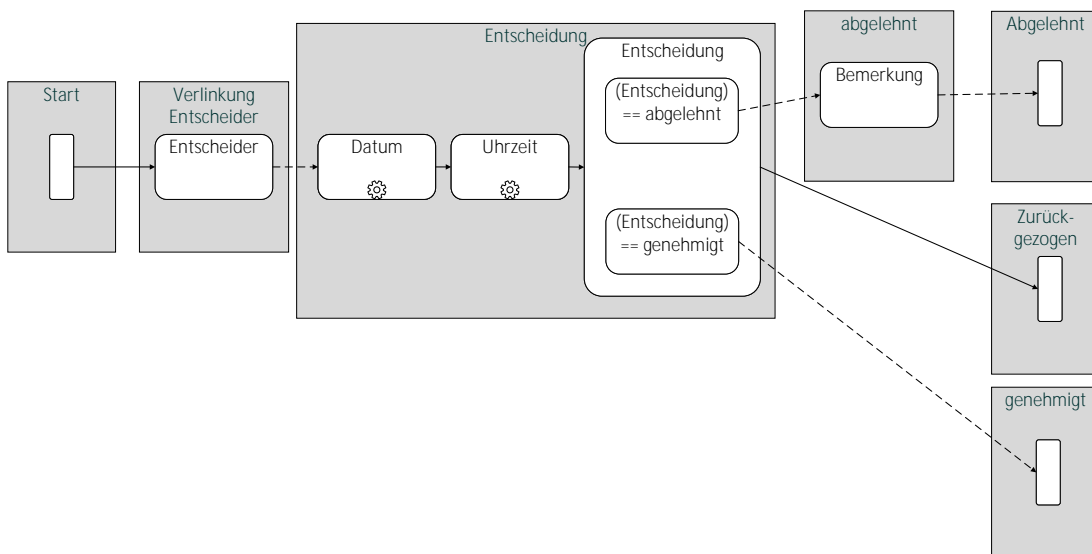 Start
Verlinkung
Entscheider
Entscheider
Entscheidung
Datum
Uhrzeit
Entscheidung
(Entscheidung)
== abgelehnt
(Entscheidung)
== genehmigt
abgelehnt
Bemerkung
Abgelehnt
Zurück-
gezogen
genehmigt